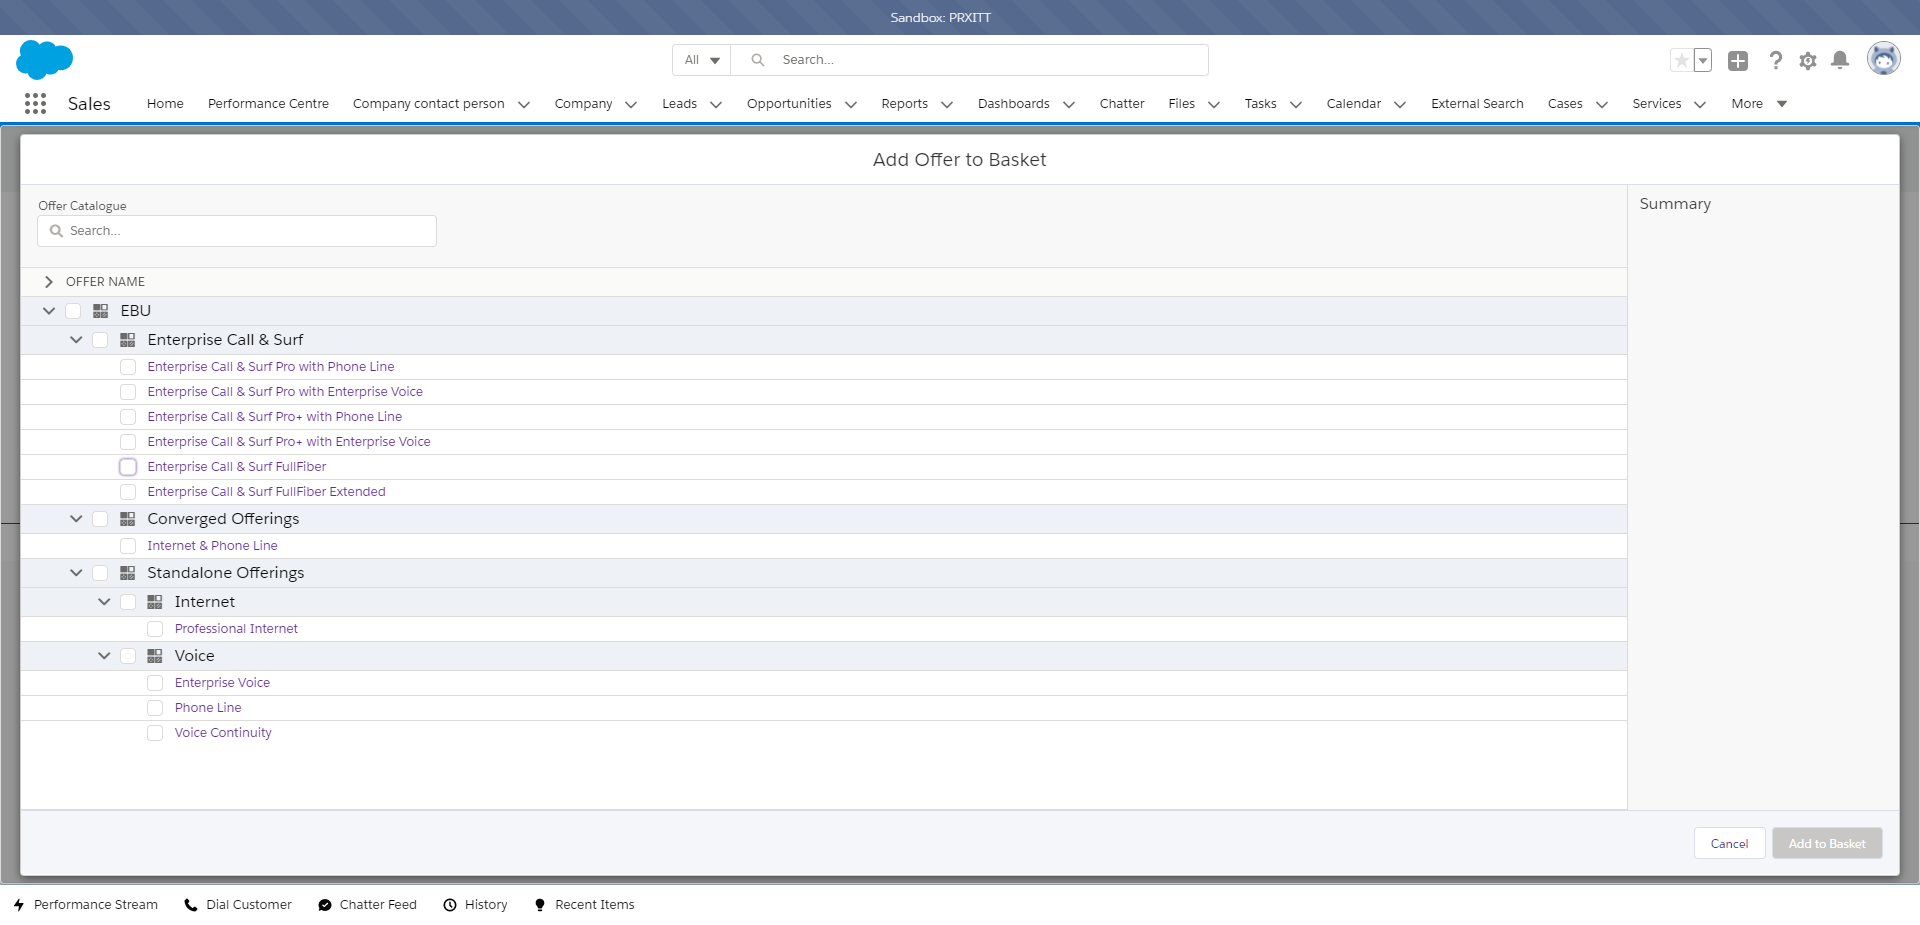 Sandbox: PRXITT
All
Search...
Sales
Home
Performance Centre
Company contact person
Company
Leads
Opportunities
Reports
Dashboards
Chatter
Files
Tasks
Calendar
External Search
Cases
Services
More
Add Offer to Basket
Offer Catalogue
Search...
Summary
OFFER NAME
EBU
Enterprise Call & Surf
Enterprise Call & Surf Pro with Phone Line
Enterprise Call & Surf Pro with Enterprise Voice
Enterprise Call & Surf Pro+ with Phone Line
Enterprise Call & Surf Pro+ with Enterprise Voice
Enterprise Call & Surf FullFiber
Enterprise Call & Surf FullFiber Extended
Converged Offerings
Internet & Phone Line
Standalone Offerings
Internet
Professional Internet
Voice
Enterprise Voice
Phone Line
Voice Continuity
Cancel
Add to Basket
Performance Stream
Dial Customer
Chatter Feed
History
Recent Items